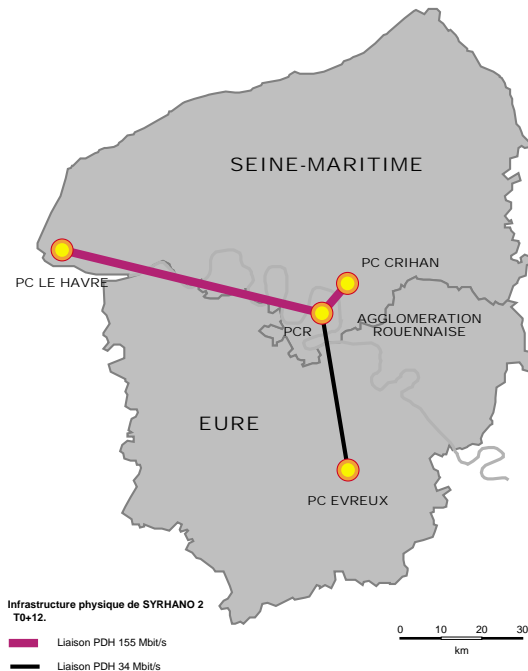 SEINE-MARITIME
PC CRIHAN
PC LE HAVRE
AGGLOMERATION
ROUENNAISE
PCR
EURE
PC EVREUX
Infrastructure physique de SYRHANO 2
T0+12.
Liaison PDH 155 Mbit/s
Liaison PDH 34 Mbit/s
0 10 20 30
km